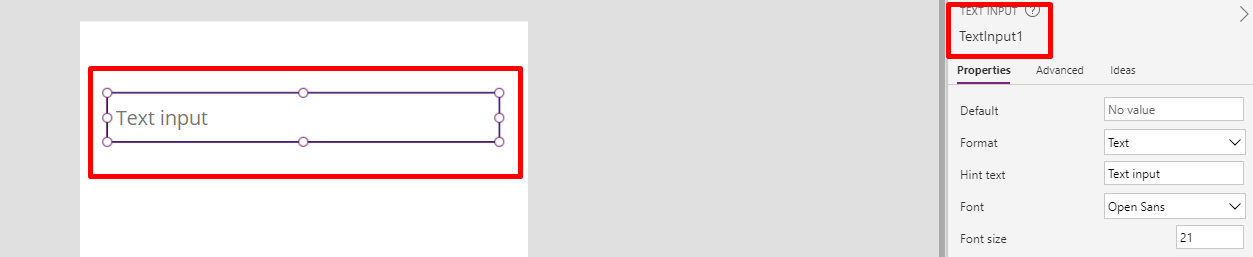 Text input
TEXT INPUT ?
TextInput1
Properties Advanced Ideas
Default No value
Format Text
Hint text Text input
Font Open Sans
Font size 21